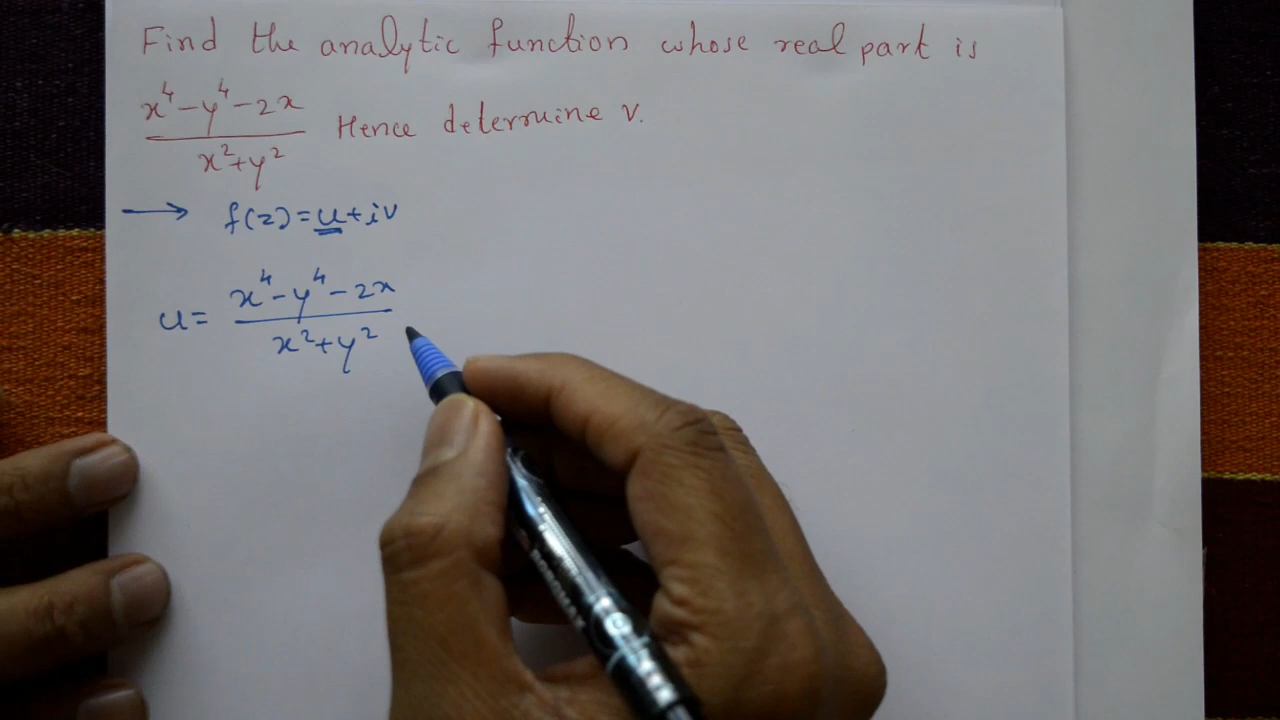 Find the analytic function whose real part is
x⁴-y⁴-2x / x²+y² Hence determine v.
→ f(z)=u+iv
u= x⁴-y⁴-2x / x²+y²